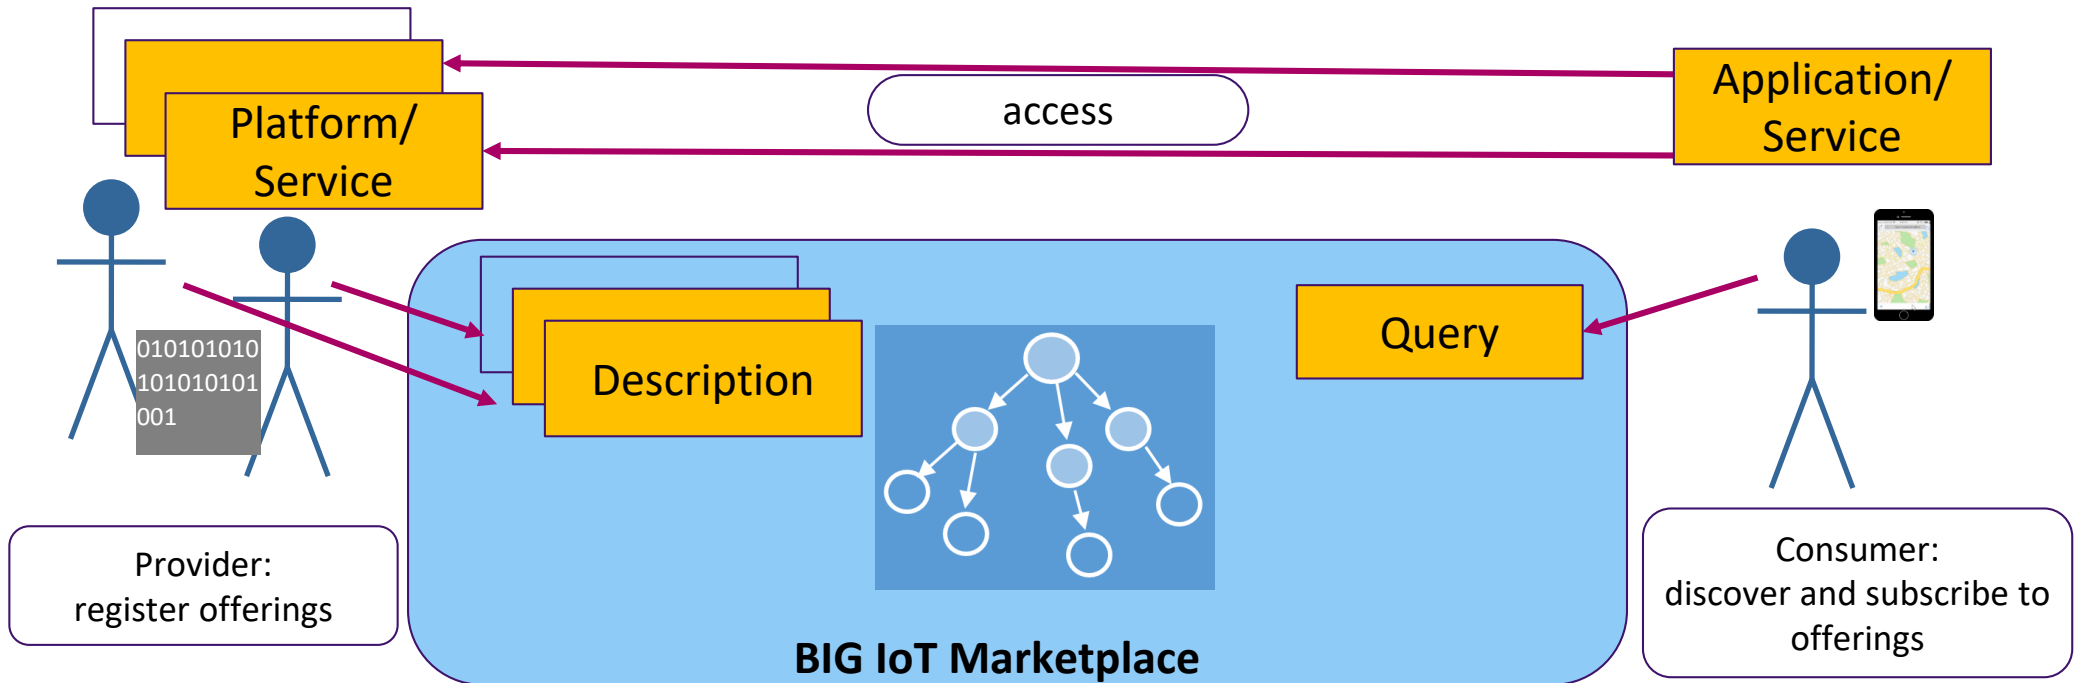 Platform/
Service
access
Application/
Service
010101010
101010101
001
Description
Query
Provider:
register offerings
BIG IoT Marketplace
Consumer:
discover and subscribe to
offerings